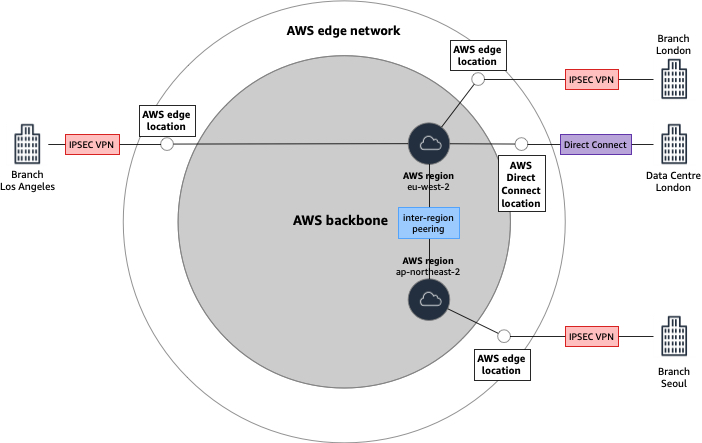 AWS edge network
Branch
London
AWS edge
location
IPSEC VPN
AWS edge
location
IPSEC VPN
Branch
Los Angeles
Direct Connect
Data Centre
London
AWS
Direct
Connect
location
AWS region
eu-west-2
AWS backbone
inter-region
peering
AWS region
ap-northeast-2
AWS edge
location
IPSEC VPN
Branch
Seoul